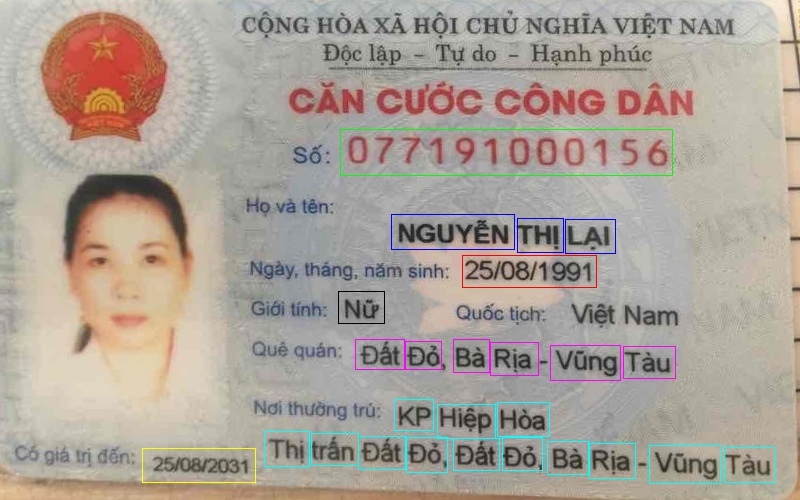 CỘNG HÒA XÃ HỘI CHỦ NGHĨA VIỆT NAM
Độc lập – Tự do – Hạnh phúc
CĂN CƯỚC CÔNG DÂN
Số: 077191000156
Họ và tên:
NGUYỄN THỊ LẠI
Ngày, tháng, năm sinh: 25/08/1991
Giới tính: Nữ Quốc tịch: Việt Nam
Quê quán: Đất Đỏ, Bà Rịa - Vũng Tàu
Nơi thường trú: KP Hiệp Hòa
Thị trấn Đất Đỏ, Đất Đỏ, Bà Rịa - Vũng Tàu
Có giá trị đến: 25/08/2031